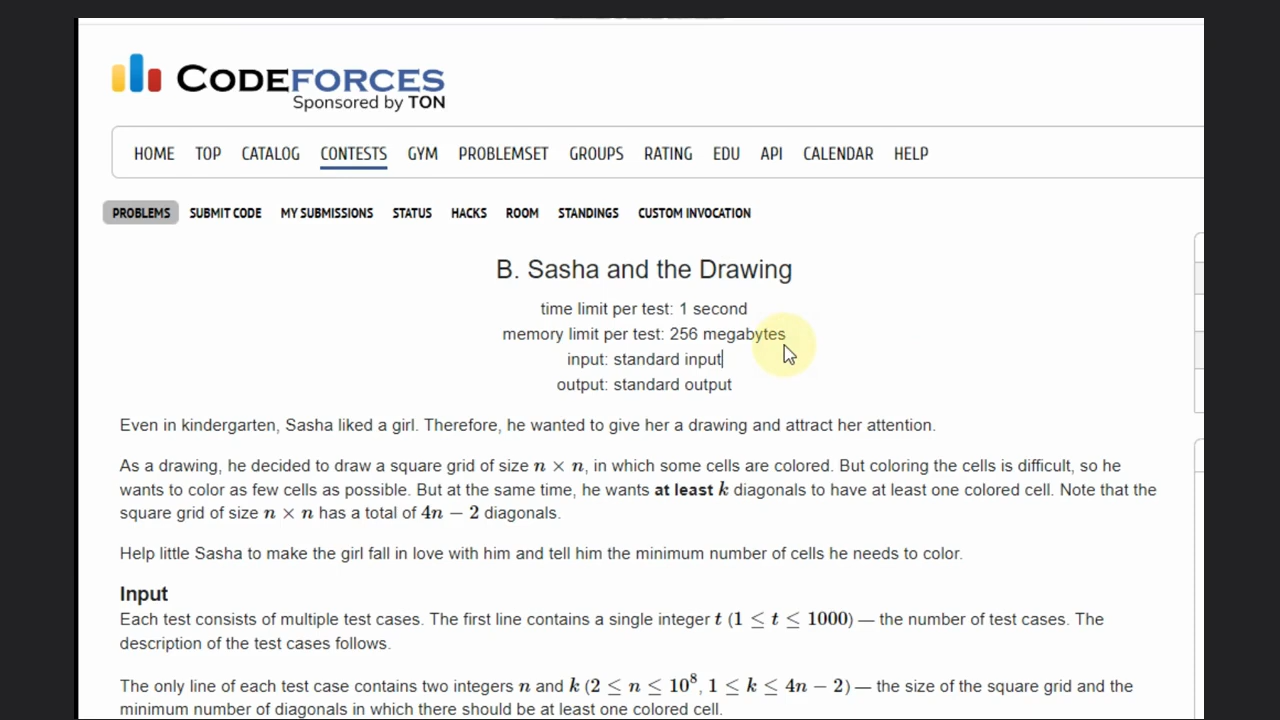 CODEFORCES
Sponsored by TON
HOME TOP CATALOG CONTESTS GYM PROBLEMSET GROUPS RATING EDU API CALENDAR HELP
PROBLEMS SUBMIT CODE MY SUBMISSIONS STATUS HACKS ROOM STANDINGS CUSTOM INVOCATION
B. Sasha and the Drawing
time limit per test: 1 second
memory limit per test: 256 megabytes
input: standard input
output: standard output
Even in kindergarten, Sasha liked a girl. Therefore, he wanted to give her a drawing and attract her attention.
As a drawing, he decided to draw a square grid of size n × n, in which some cells are colored. But coloring the cells is difficult, so he
wants to color as few cells as possible. But at the same time, he wants at least k diagonals to have at least one colored cell. Note that the
square grid of size n × n has a total of 4n − 2 diagonals.
Help little Sasha to make the girl fall in love with him and tell him the minimum number of cells he needs to color.
Input
Each test consists of multiple test cases. The first line contains a single integer t (1 ≤ t ≤ 1000) — the number of test cases. The
description of the test cases follows.
The only line of each test case contains two integers n and k (2 ≤ n ≤ 10⁸, 1 ≤ k ≤ 4n − 2) — the size of the square grid and the
minimum number of diagonals in which there should be at least one colored cell.